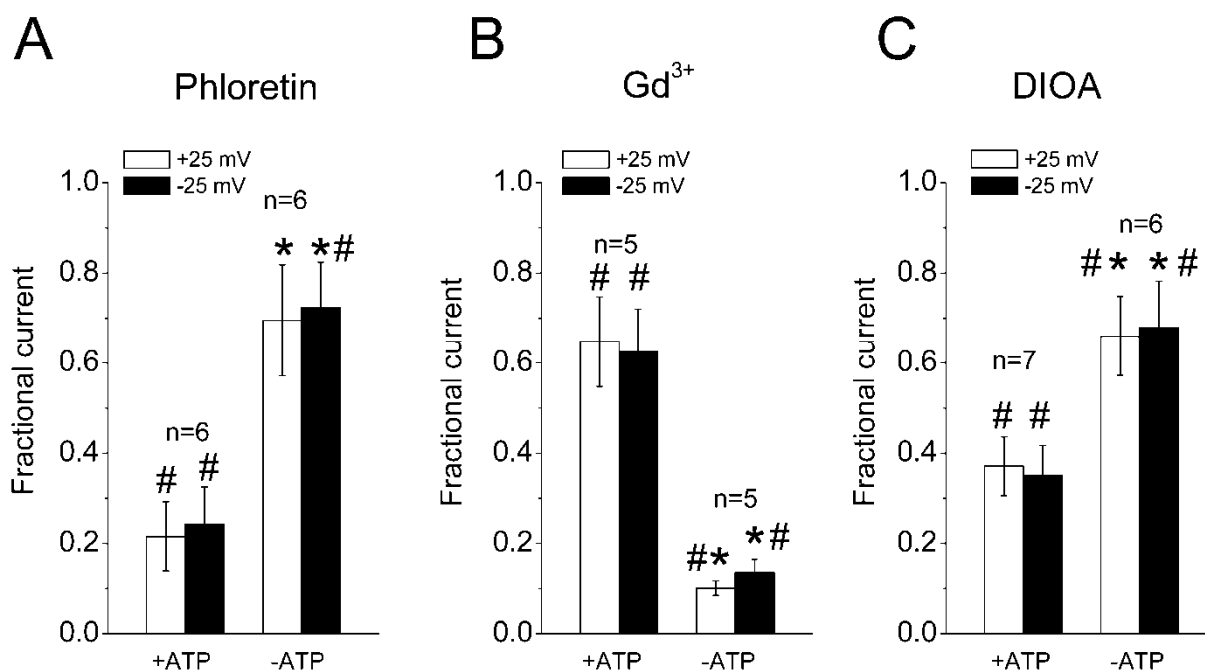 A
Phloretin
+25 mV
-25 mV
1.0
0.8
0.6
0.4
0.2
0.0
Fractional current
n=6
# #
n=6
* *#
+ATP
-ATP
B
Gd³⁺
+25 mV
-25 mV
1.0
0.8
0.6
0.4
0.2
0.0
Fractional current
n=5
# #
n=5
#* *#
+ATP
-ATP
C
DIOA
+25 mV
-25 mV
1.0
0.8
0.6
0.4
0.2
0.0
Fractional current
n=7
# #
n=6
#* *#
+ATP
-ATP